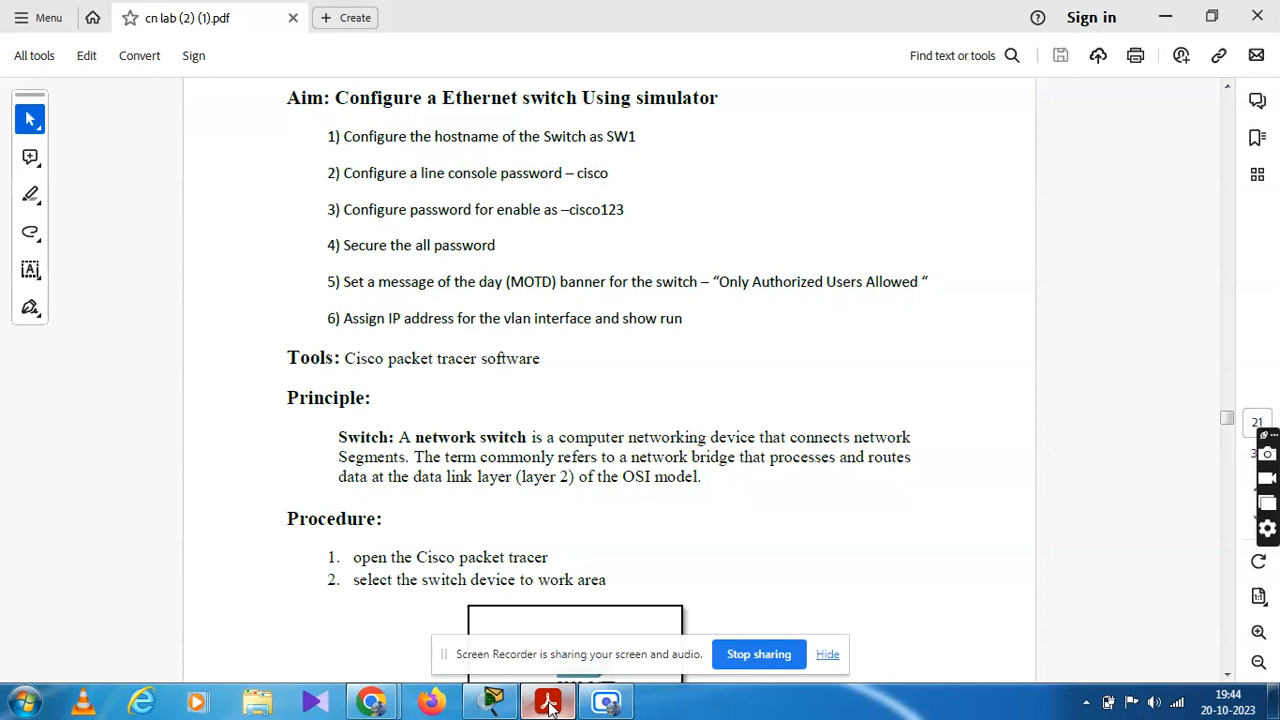 Menu
cn lab (2) (1).pdf
Create
Sign in
All tools
Edit
Convert
Sign
Find text or tools
Aim: Configure a Ethernet switch Using simulator
1) Configure the hostname of the Switch as SW1
2) Configure a line console password – cisco
3) Configure password for enable as –cisco123
4) Secure the all password
5) Set a message of the day (MOTD) banner for the switch – “Only Authorized Users Allowed “
6) Assign IP address for the vlan interface and show run
Tools: Cisco packet tracer software
Principle:
Switch: A network switch is a computer networking device that connects network
Segments. The term commonly refers to a network bridge that processes and routes
data at the data link layer (layer 2) of the OSI model.
Procedure:
1. open the Cisco packet tracer
2. select the switch device to work area
21
Screen Recorder is sharing your screen and audio.
Stop sharing
Hide
19:44
20-10-2023